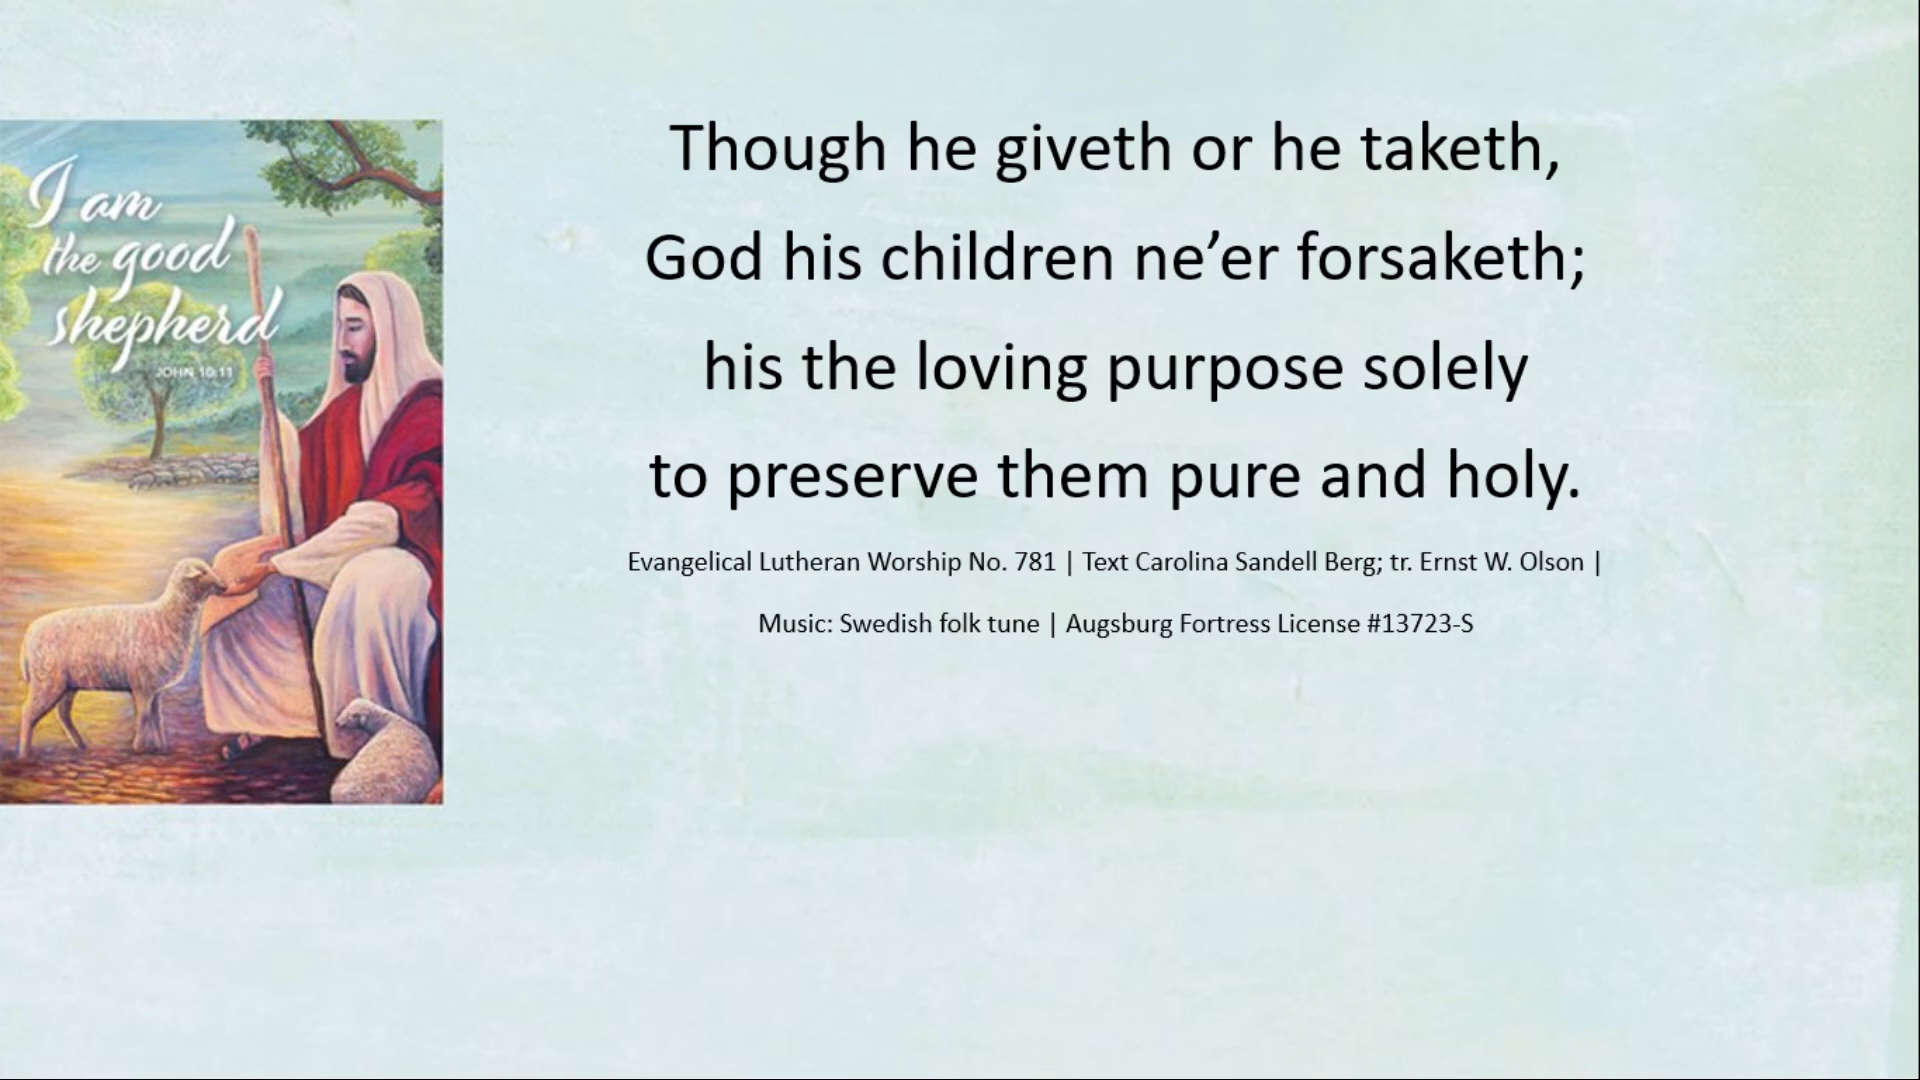 I am
the good
shepherd
JOHN 10:11
Though he giveth or he taketh,
God his children ne’er forsaketh;
his the loving purpose solely
to preserve them pure and holy.
Evangelical Lutheran Worship No. 781 | Text Carolina Sandell Berg; tr. Ernst W. Olson |
Music: Swedish folk tune | Augsburg Fortress License #13723-S